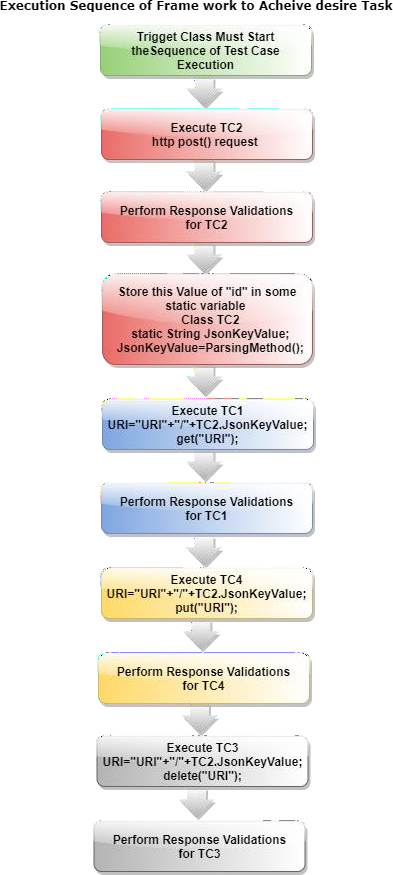 Execution Sequence of Frame work to Acheive desire Task
Trigget Class Must Start
theSequence of Test Case
Execution
Execute TC2
http post() request
Perform Response Validations
for TC2
Store this Value of "id" in some
static variable
Class TC2
static String JsonKeyValue;
JsonKeyValue=ParsingMethod();
Execute TC1
URI="URI"+"/"+TC2.JsonKeyValue;
get("URI");
Perform Response Validations
for TC1
Execute TC4
URI="URI"+"/"+TC2.JsonKeyValue;
put("URI");
Perform Response Validations
for TC4
Execute TC3
URI="URI"+"/"+TC2.JsonKeyValue;
delete("URI");
Perform Response Validations
for TC3